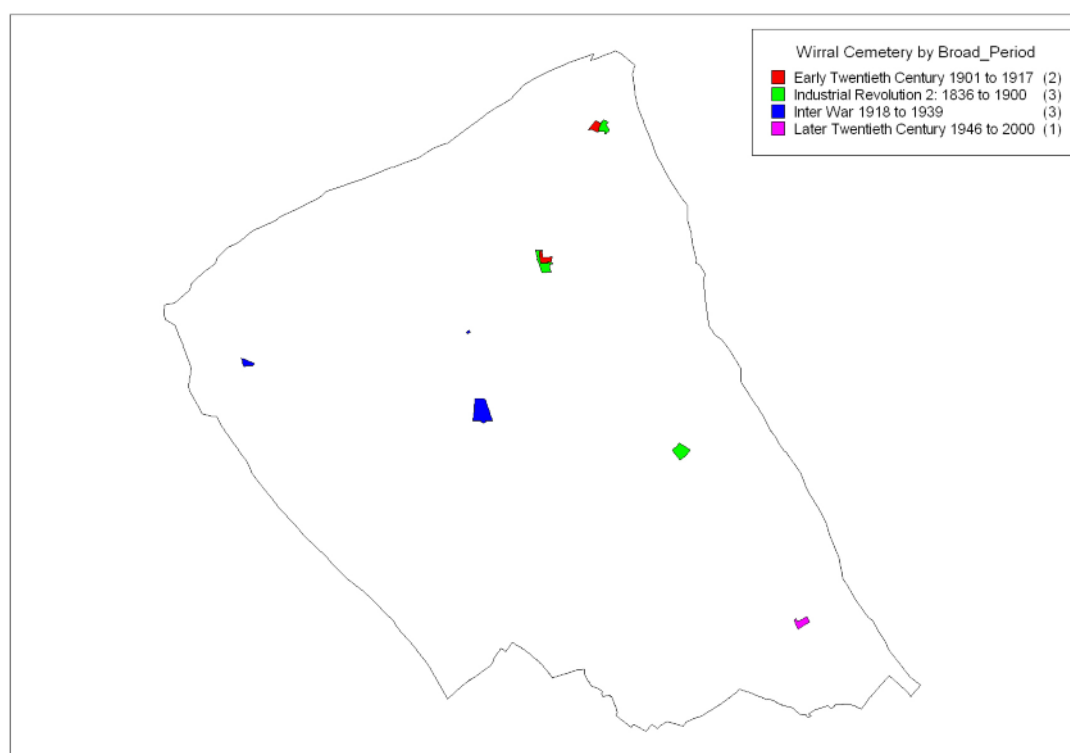 Wirral Cemetery by Broad_Period
Early Twentieth Century 1901 to 1917 (2)
Industrial Revolution 2: 1836 to 1900 (3)
Inter War 1918 to 1939 (3)
Later Twentieth Century 1946 to 2000 (1)